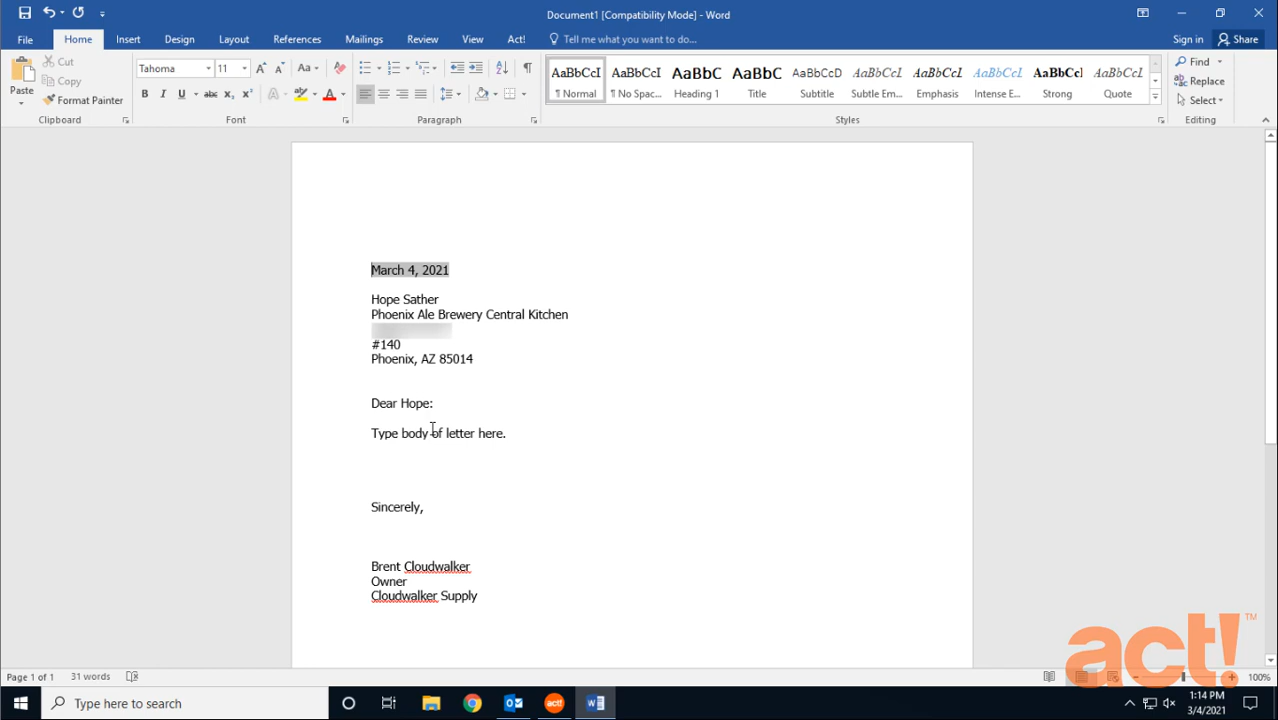 Document1 [Compatibility Mode] - Word
File Home Insert Design Layout References Mailings Review View Act! Tell me what you want to do... Sign in Share
Paste
Cut
Copy
Format Painter
Clipboard
Tahoma 11
Font
Paragraph
AaBbCcI AaBbCcI AaBbC AaBbC AaBbCcD AaBbCcI AaBbCcI AaBbCcI AaBbCcI AaBbCcI
¶ Normal ¶ No Spac... Heading 1 Title Subtitle Subtle Em... Emphasis Intense E... Strong Quote
Styles
Find
Replace
Select
Editing
March 4, 2021
Hope Sather
Phoenix Ale Brewery Central Kitchen
#140
Phoenix, AZ 85014
Dear Hope:
Type body of letter here.
Sincerely,
Brent Cloudwalker
Owner
Cloudwalker Supply
act!™
Page 1 of 1 31 words 100%
Type here to search
act!
1:14 PM
3/4/2021